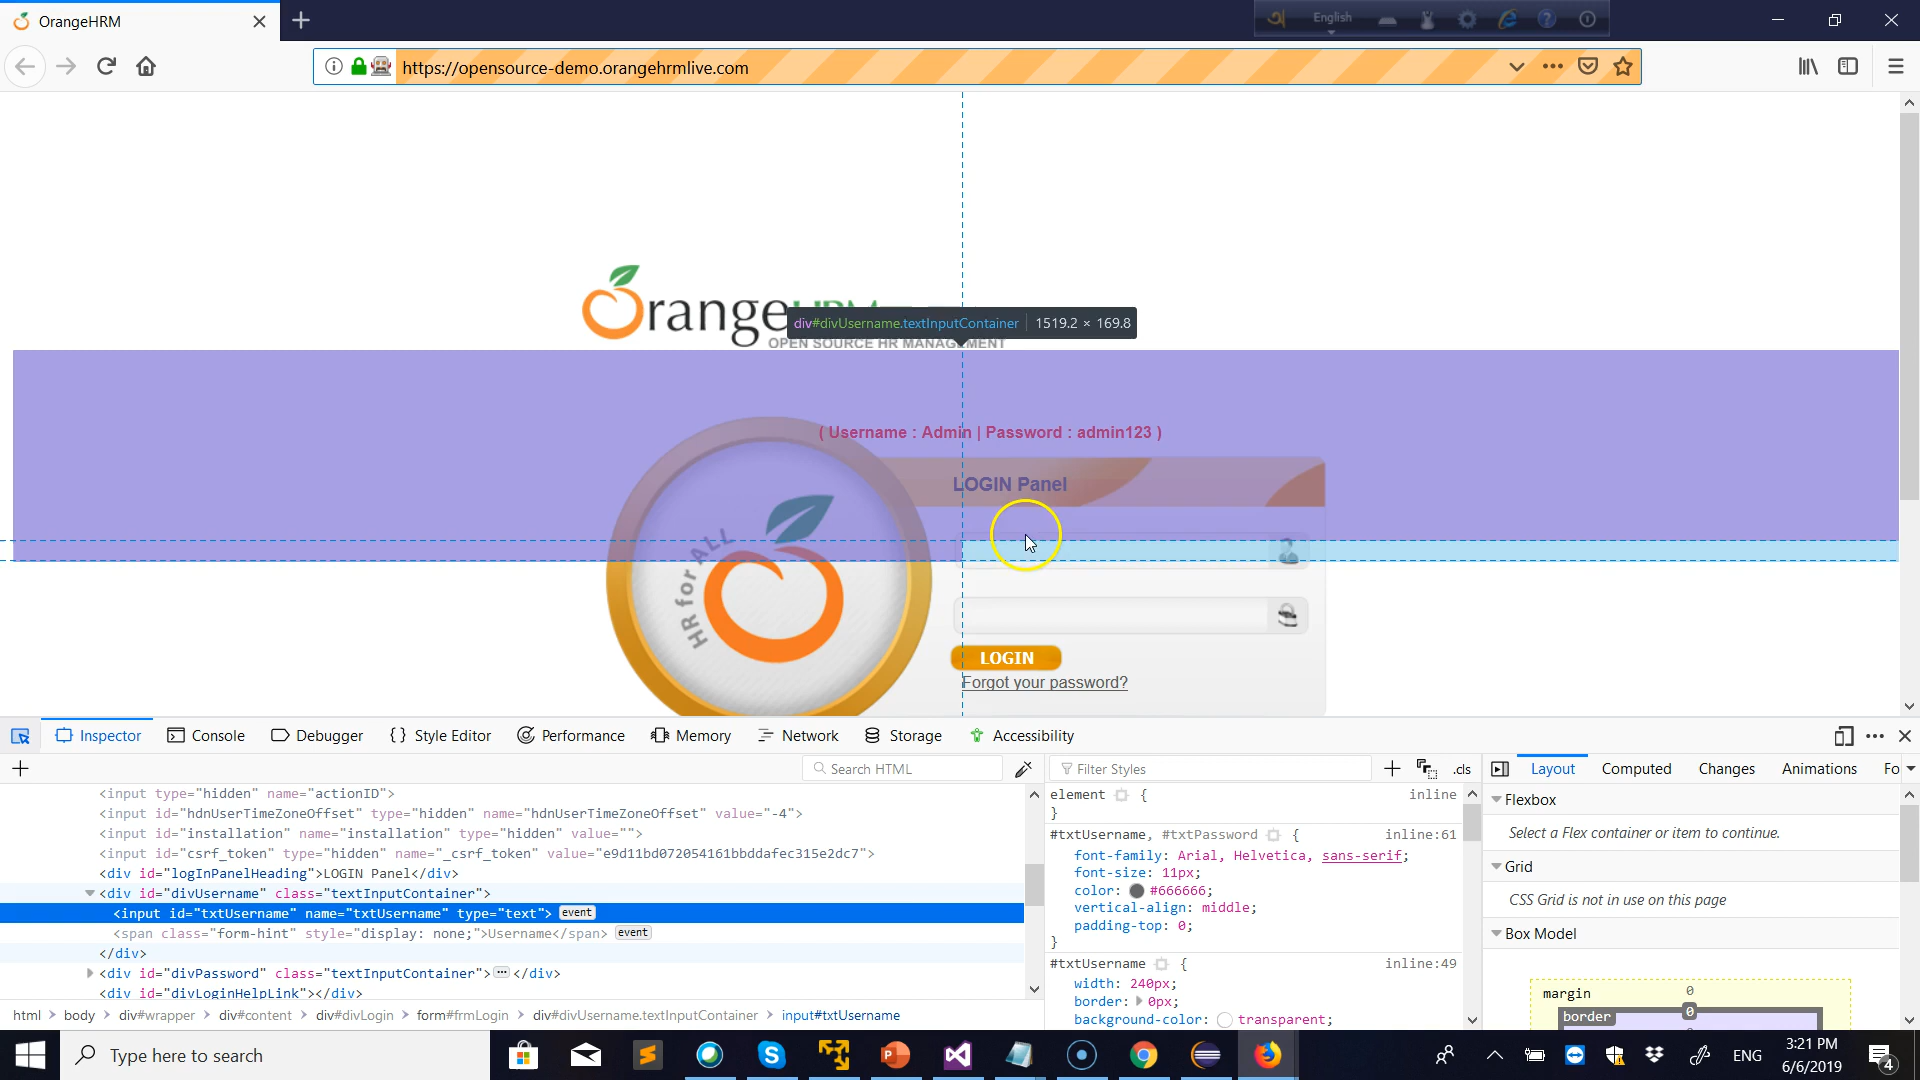 OrangeHRM
English
https://opensource-demo.orangehrmlive.com
OrangeHRM
OPEN SOURCE HR MANAGEMENT
div#divUsername.textInputContainer 1519.2 × 169.8
( Username : Admin | Password : admin123 )
LOGIN Panel
HR for ALL
LOGIN
Forgot your password?
Inspector Console Debugger Style Editor Performance Memory Network Storage Accessibility
Search HTML
Filter Styles
.cls
Layout Computed Changes Animations Fo
<input type="hidden" name="actionID">
<input id="hdnUserTimeZoneOffset" type="hidden" name="hdnUserTimeZoneOffset" value="-4">
<input id="installation" name="installation" type="hidden" value="">
<input id="csrf_token" type="hidden" name="_csrf_token" value="e9d11bd072054161bbddafec315e2dc7">
<div id="logInPanelHeading">LOGIN Panel</div>
<div id="divUsername" class="textInputContainer">
<input id="txtUsername" name="txtUsername" type="text"> event
<span class="form-hint" style="display: none;">Username</span> event
</div>
<div id="divPassword" class="textInputContainer">…</div>
<div id="divLoginHelpLink"></div>
html > body > div#wrapper > div#content > div#divLogin > form#frmLogin > div#divUsername.textInputContainer > input#txtUsername
element { inline
}
#txtUsername, #txtPassword { inline:61
font-family: Arial, Helvetica, sans-serif;
font-size: 11px;
color: #666666;
vertical-align: middle;
padding-top: 0;
}
#txtUsername { inline:49
width: 240px;
border: 0px;
background-color: transparent;
Flexbox
Select a Flex container or item to continue.
Grid
CSS Grid is not in use on this page
Box Model
margin 0
border 0
Type here to search
ENG
3:21 PM
6/6/2019
4